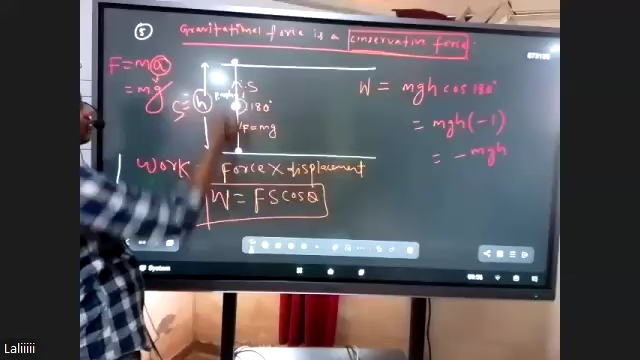 5 Gravitational force is a conservative force.
F = ma
= mg
S = h
S
180°
F = mg
W = mgh cos 180°
= mgh (-1)
= -mgh
Work Force × displacement
W = FS cos θ
System
Laliiiii